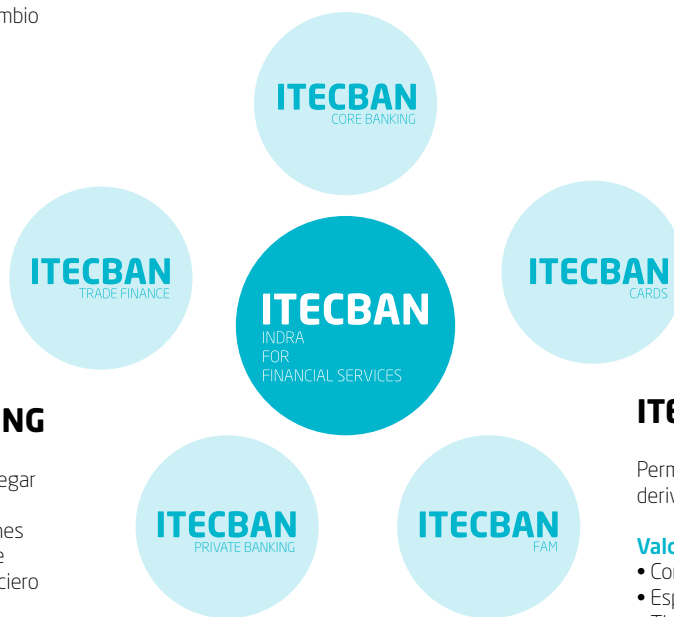 mbio
ITECBAN
CORE BANKING
ITECBAN
TRADE FINANCE
ITECBAN
CARDS
ITECBAN
INDRA
FOR
FINANCIAL SERVICES
NG
egar
nes
e
ciero
ITECBAN
PRIVATE BANKING
ITECBAN
FAM
ITE
Perm
deriv
Valo
• Cor
• Esp